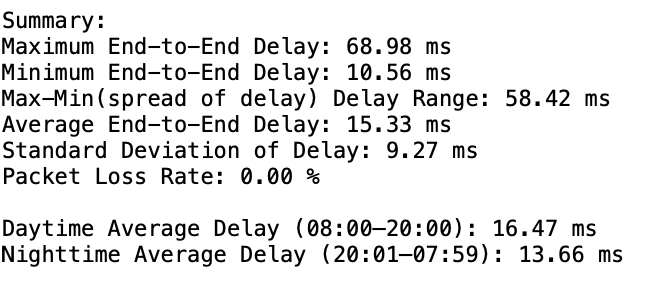 Summary:
Maximum End-to-End Delay: 68.98 ms
Minimum End-to-End Delay: 10.56 ms
Max-Min(spread of delay) Delay Range: 58.42 ms
Average End-to-End Delay: 15.33 ms
Standard Deviation of Delay: 9.27 ms
Packet Loss Rate: 0.00 %
Daytime Average Delay (08:00–20:00): 16.47 ms
Nighttime Average Delay (20:01–07:59): 13.66 ms